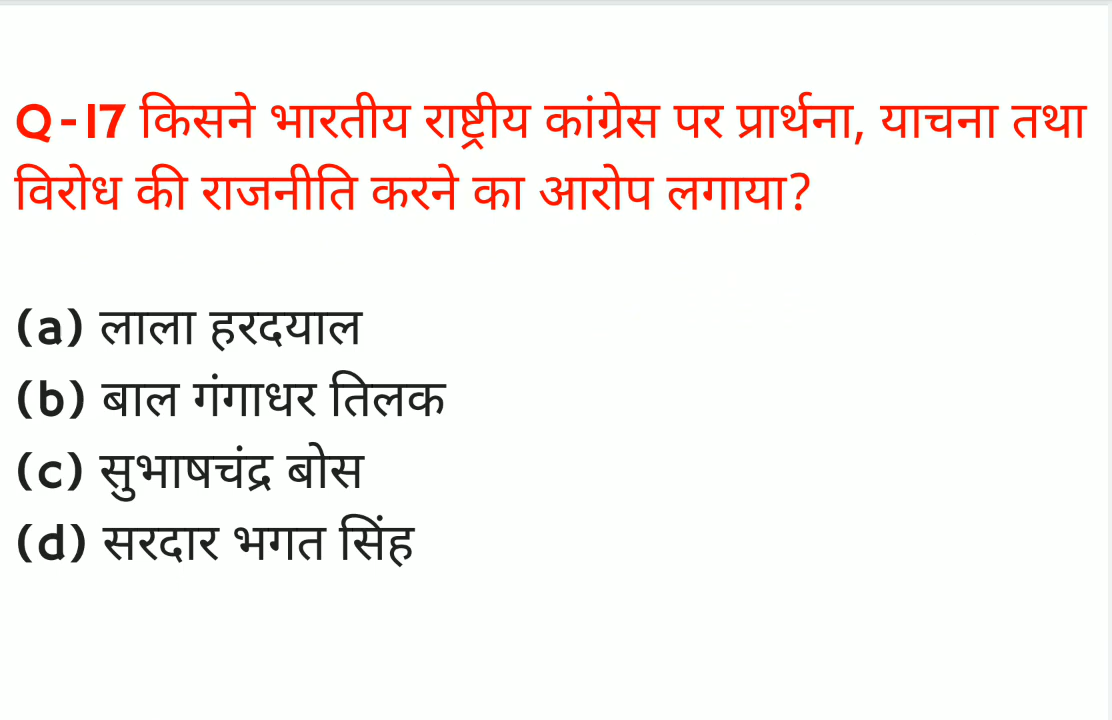 Q-17 किसने भारतीय राष्ट्रीय कांग्रेस पर प्रार्थना, याचना तथा
विरोध की राजनीति करने का आरोप लगाया?
(a) लाला हरदयाल
(b) बाल गंगाधर तिलक
(c) सुभाषचंद्र बोस
(d) सरदार भगत सिंह